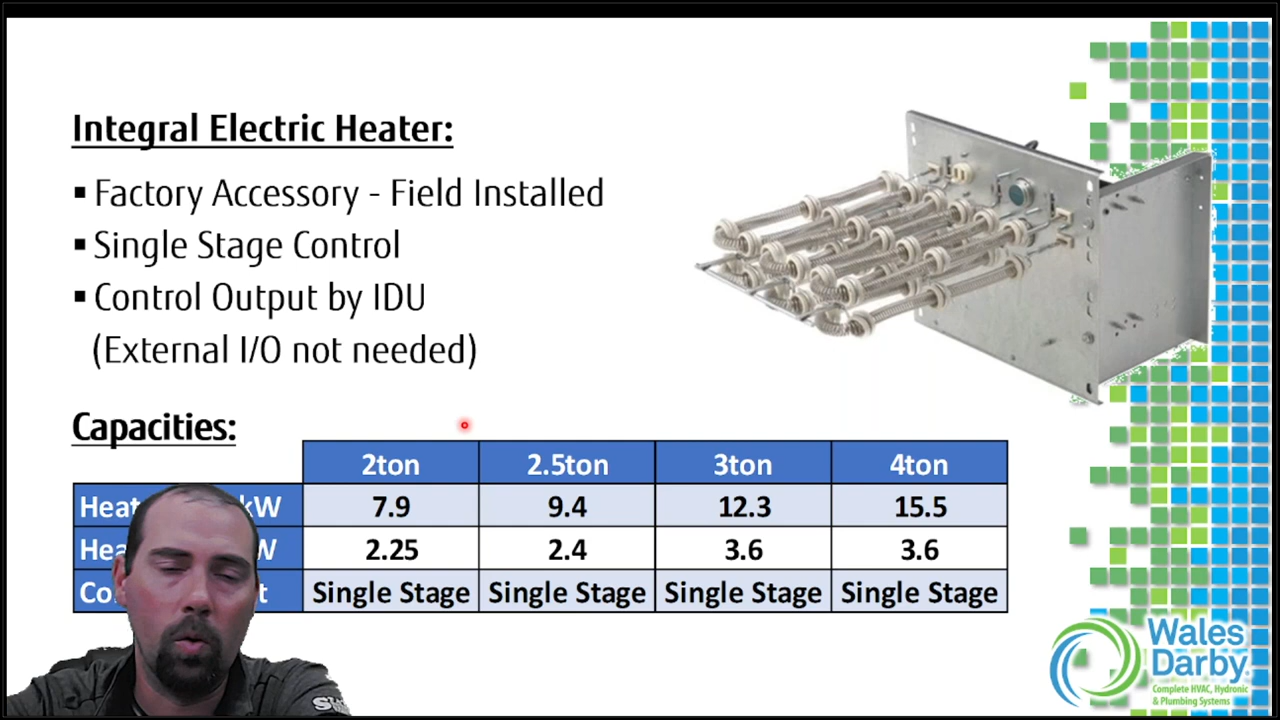 Integral Electric Heater:
▪ Factory Accessory - Field Installed
▪ Single Stage Control
▪ Control Output by IDU
(External I/O not needed)
Capacities:
2ton 2.5ton 3ton 4ton
kW 7.9 9.4 12.3 15.5
2.25 2.4 3.6 3.6
Single Stage Single Stage Single Stage Single Stage
Wales
Darby
Complete HVAC, Hydronic
& Plumbing Systems